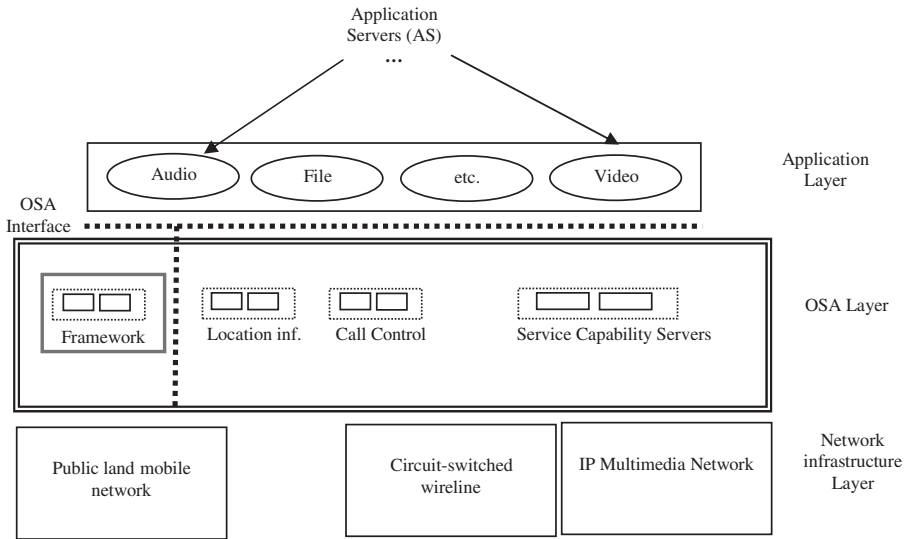 Application
Servers (AS)
...
Audio
File
etc.
Video
Application
Layer
OSA
Interface
Framework
Location inf.
Call Control
Service Capability Servers
OSA Layer
Public land mobile
network
Circuit-switched
wireline
IP Multimedia Network
Network
infrastructure
Layer